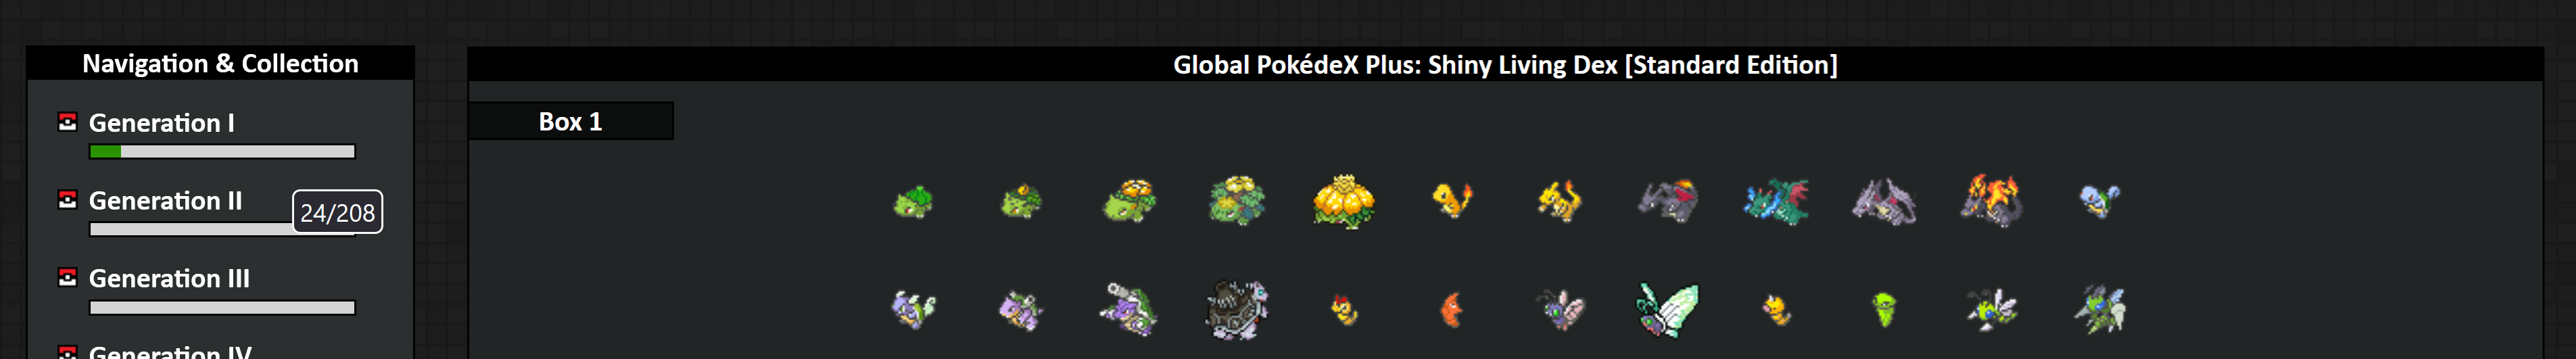 Navigation & Collection
Generation I
Generation II
24/208
Generation III
Generation IV
Global PokédeX Plus: Shiny Living Dex [Standard Edition]
Box 1